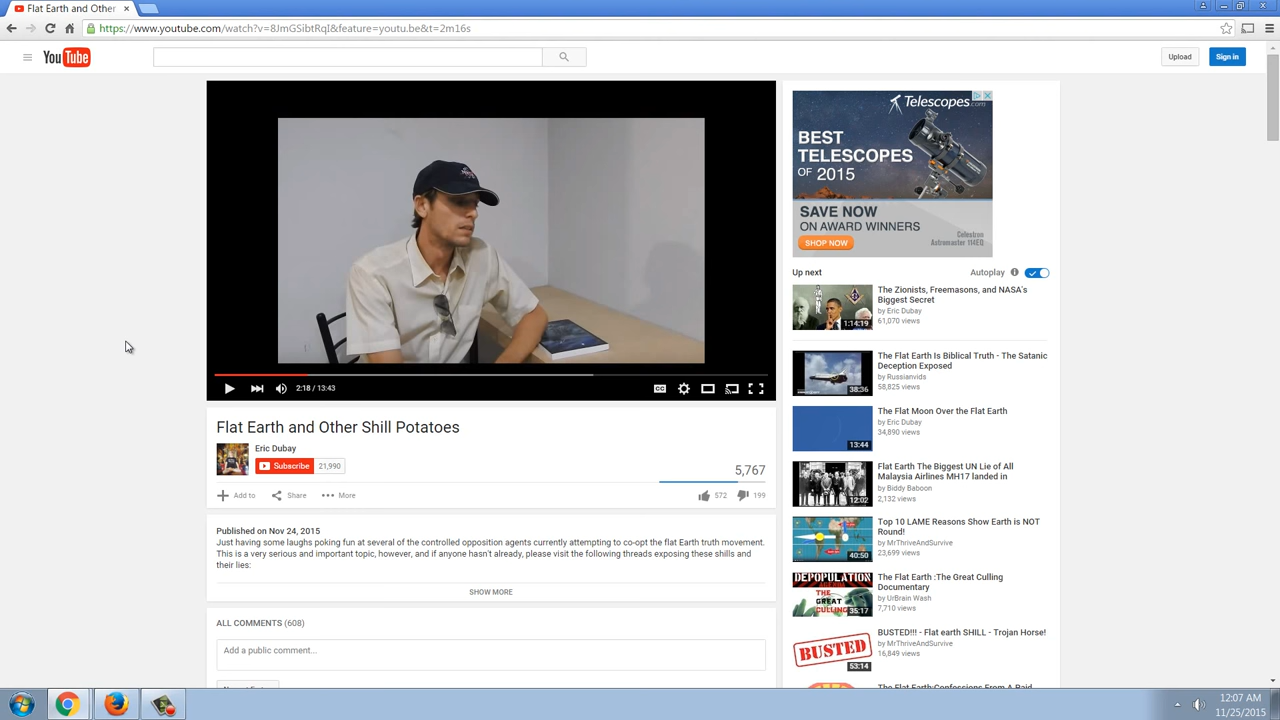 Flat Earth and Other
https://www.youtube.com/watch?v=8JmGSibtRqI&feature=youtu.be&t=2m16s
YouTube
Upload
Sign in
Telescopes.com
BEST
TELESCOPES
OF 2015
SAVE NOW
ON AWARD WINNERS
SHOP NOW
Celestron
Astromaster 114EQ
2:18 / 13:43
CC
Flat Earth and Other Shill Potatoes
Eric Dubay
Subscribe 21,990
5,767
Add to Share More
572 199
Published on Nov 24, 2015
Just having some laughs poking fun at several of the controlled opposition agents currently attempting to co-opt the flat Earth truth movement.
This is a very serious and important topic, however, and if anyone hasn't already, please visit the following threads exposing these shills and
their lies:
SHOW MORE
ALL COMMENTS (608)
Add a public comment...
Up next Autoplay
The Zionists, Freemasons, and NASA's
Biggest Secret
by Eric Dubay
61,070 views
1:14:19
The Flat Earth Is Biblical Truth - The Satanic
Deception Exposed
by Russianvids
58,825 views
38:36
The Flat Moon Over the Flat Earth
by Eric Dubay
34,890 views
13:44
Flat Earth The Biggest UN Lie of All
Malaysia Airlines MH17 landed in
by Biddy Baboon
2,132 views
12:02
Top 10 LAME Reasons Show Earth is NOT
Round!
by MrThriveAndSurvive
23,699 views
40:50
DEPOPULATION
THE GREAT
CULLING
The Flat Earth :The Great Culling
Documentary
by UrBrain Wash
7,710 views
35:17
BUSTED
BUSTED!!! - Flat earth SHILL - Trojan Horse!
by MrThriveAndSurvive
16,849 views
53:14
The Flat Earth:Confessions From A Paid
12:07 AM
11/25/2015